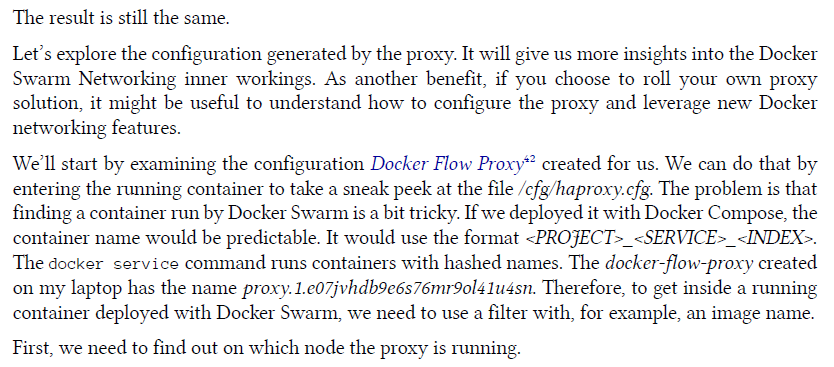 The result is still the same.
Let's explore the configuration generated by the proxy. It will give us more insights into the Docker
Swarm Networking inner workings. As another benefit, if you choose to roll your own proxy
solution, it might be useful to understand how to configure the proxy and leverage new Docker
networking features.
We'll start by examining the configuration Docker Flow Proxy⁴² created for us. We can do that by
entering the running container to take a sneak peek at the file /cfg/haproxy.cfg. The problem is that
finding a container run by Docker Swarm is a bit tricky. If we deployed it with Docker Compose, the
container name would be predictable. It would use the format <PROJECT>_<SERVICE>_<INDEX>.
The docker service command runs containers with hashed names. The docker-flow-proxy created
on my laptop has the name proxy.1.e07jvhdb9e6s76mr9ol41u4sn. Therefore, to get inside a running
container deployed with Docker Swarm, we need to use a filter with, for example, an image name.
First, we need to find out on which node the proxy is running.